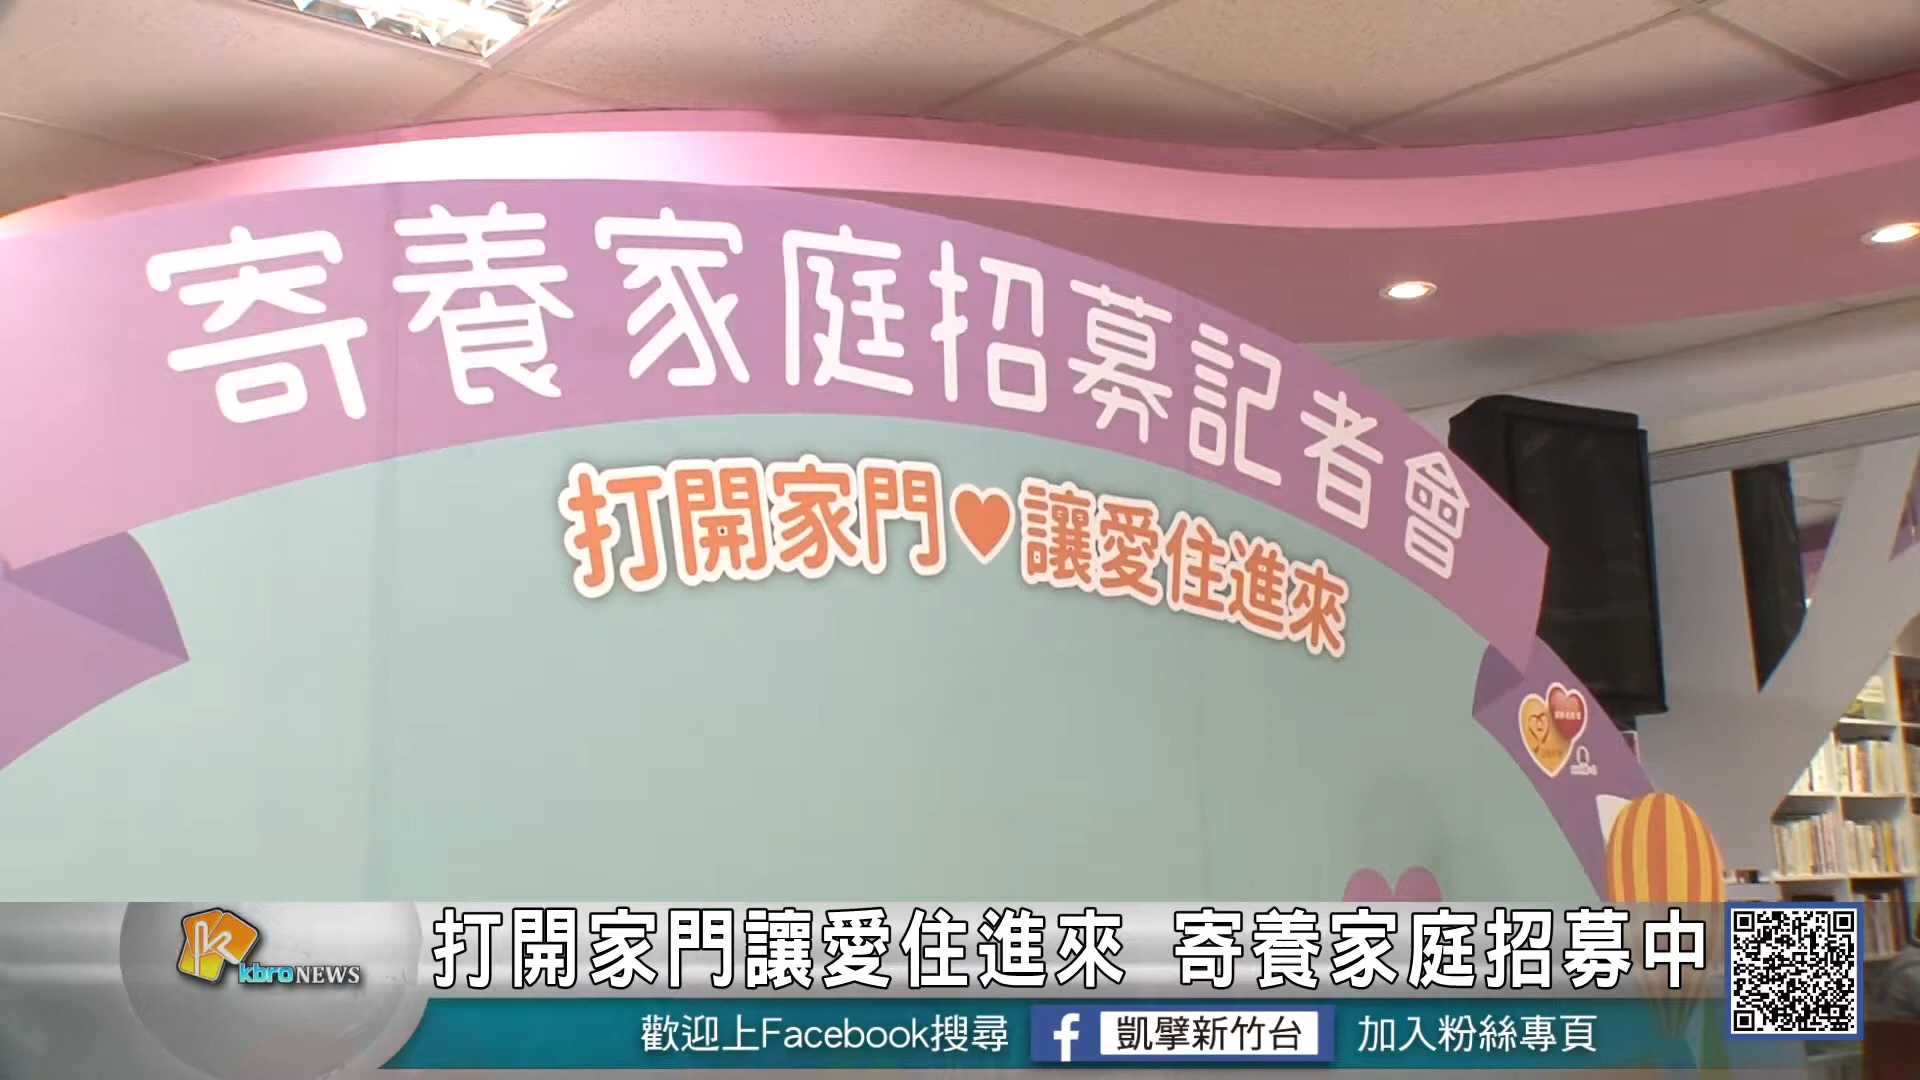 寄養家庭招募記者會
打開家門♥讓愛住進來
kbro NEWS
打開家門讓愛住進來 寄養家庭招募中
歡迎上Facebook搜尋 f 凱擘新竹台 加入粉絲專頁